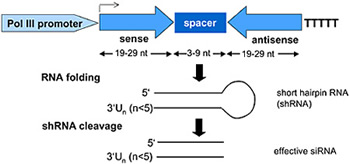 Pol III promoter
spacer
TTTTT
sense
antisense
19-29 nt
3-9 nt
19-29 nt
RNA folding
5'
short hairpin RNA
(shRNA)
3'Un (n<5)
shRNA cleavage
5'
effective siRNA
3'Un (n<5)